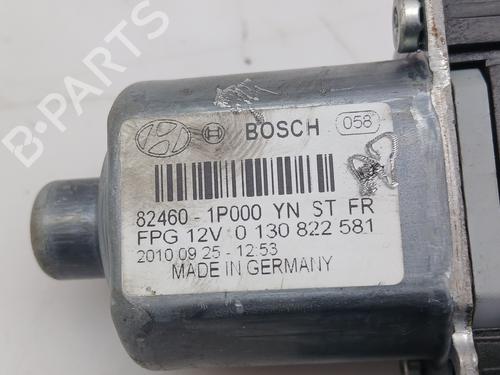 BOSCH 058
82460-1P000 YN ST FR
FPG 12V 0 130 822 581
2010 09 25 - 12:53
MADE IN GERMANY
B-PARTS